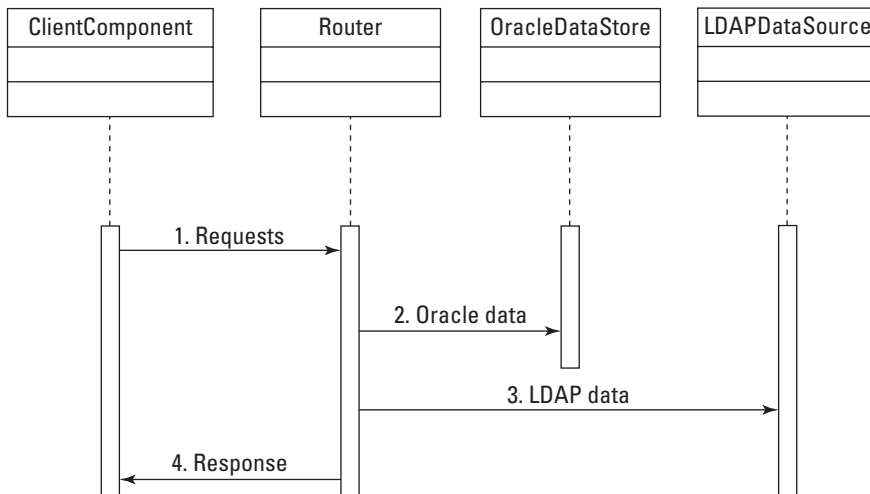 ClientComponent
Router
OracleDataStore
LDAPDataSource
1. Requests
2. Oracle data
3. LDAP data
4. Response